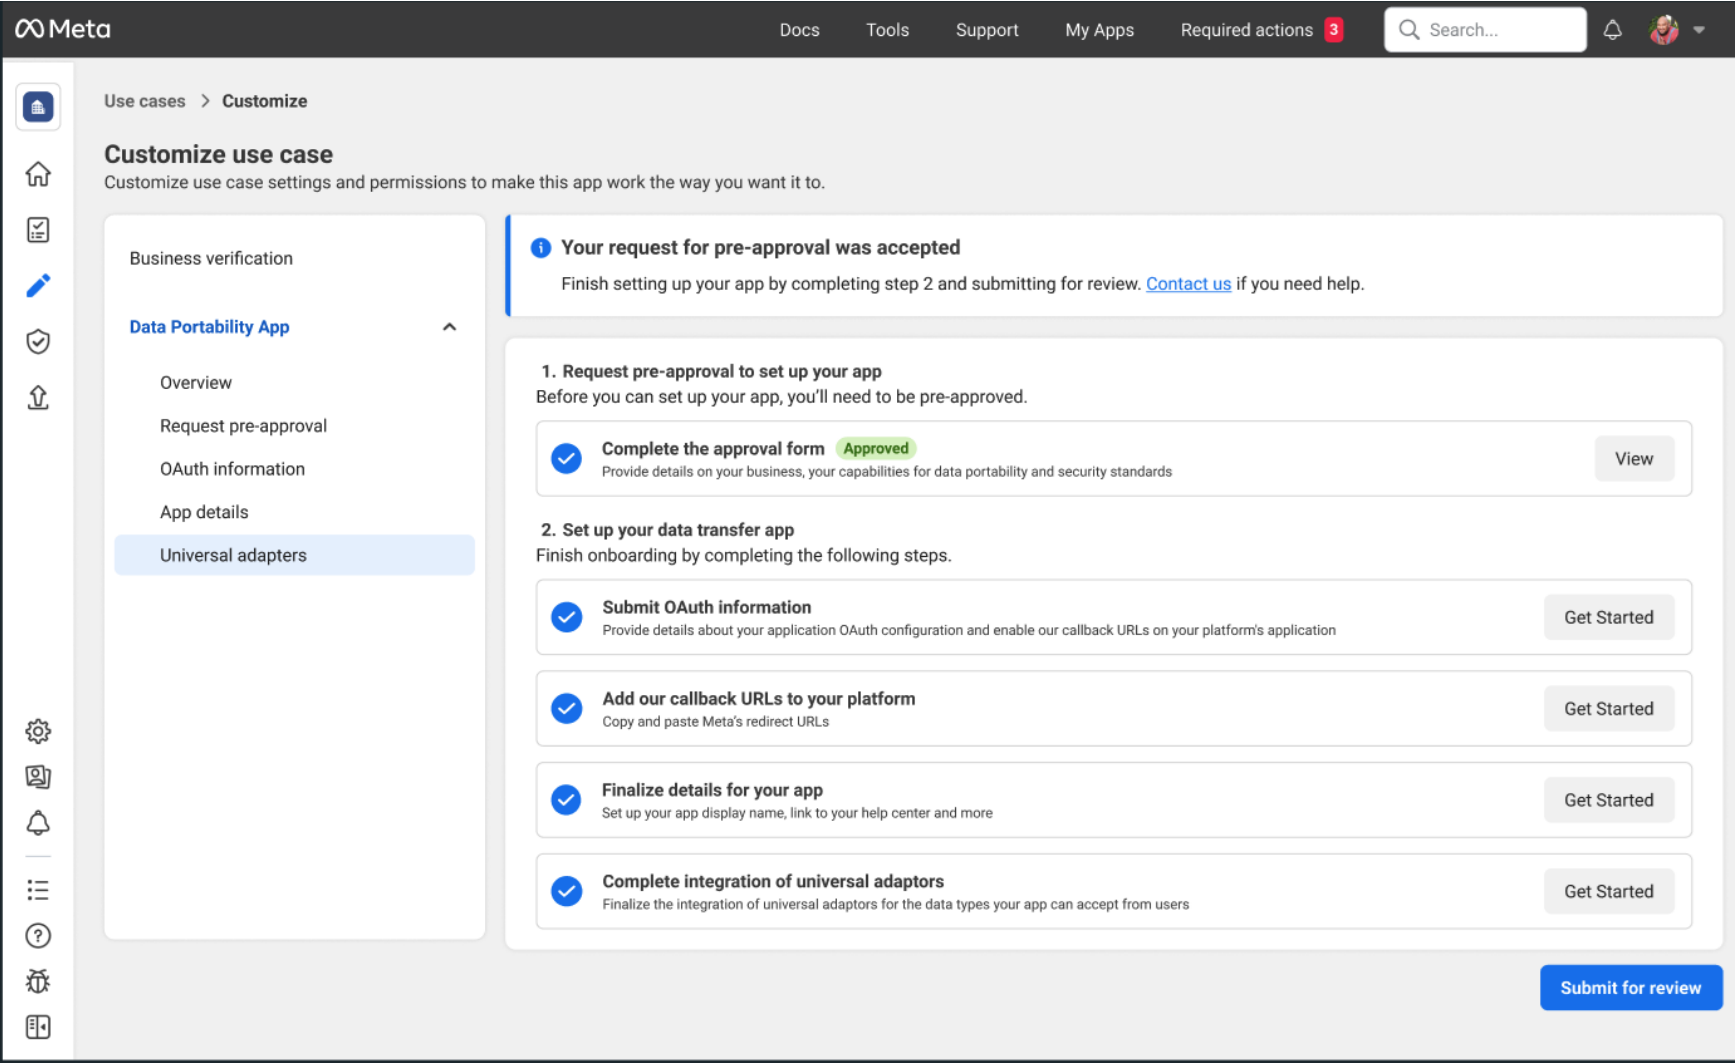 Meta
Docs
Tools
Support
My Apps
Required actions 3
Search...
Use cases > Customize
Customize use case
Customize use case settings and permissions to make this app work the way you want it to.
Business verification
Data Portability App
Overview
Request pre-approval
OAuth information
App details
Universal adapters
Your request for pre-approval was accepted
Finish setting up your app by completing step 2 and submitting for review. Contact us if you need help.
1. Request pre-approval to set up your app
Before you can set up your app, you'll need to be pre-approved.
Complete the approval form Approved
Provide details on your business, your capabilities for data portability and security standards
View
2. Set up your data transfer app
Finish onboarding by completing the following steps.
Submit OAuth information
Provide details about your application OAuth configuration and enable our callback URLs on your platform's application
Get Started
Add our callback URLs to your platform
Copy and paste Meta's redirect URLs
Get Started
Finalize details for your app
Set up your app display name, link to your help center and more
Get Started
Complete integration of universal adaptors
Finalize the integration of universal adaptors for the data types your app can accept from users
Get Started
Submit for review